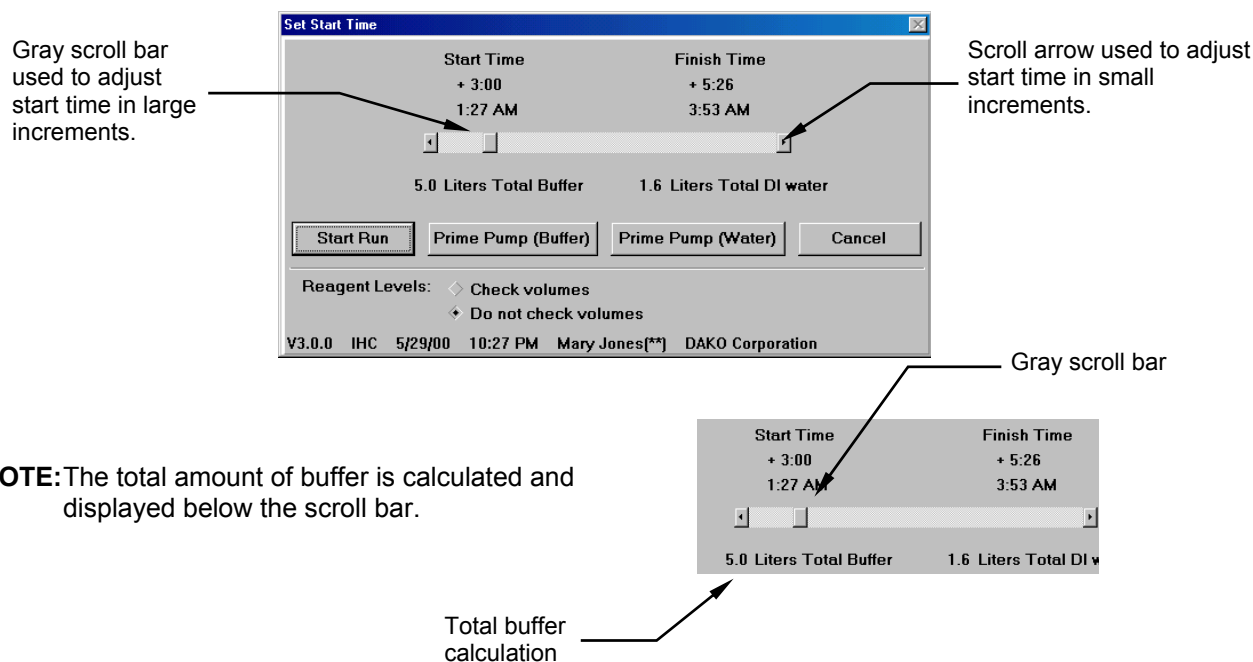 Set Start Time
Gray scroll bar
used to adjust
start time in large
increments.
Start Time Finish Time
+ 3:00 + 5:26
1:27 AM 3:53 AM
Scroll arrow used to adjust
start time in small
increments.
5.0 Liters Total Buffer 1.6 Liters Total DI water
Start Run Prime Pump (Buffer) Prime Pump (Water) Cancel
Reagent Levels: Check volumes
Do not check volumes
V3.0.0 IHC 5/29/00 10:27 PM Mary Jones(**) DAKO Corporation
Gray scroll bar
OTE: The total amount of buffer is calculated and
displayed below the scroll bar.
Start Time Finish Time
+ 3:00 + 5:26
1:27 AM 3:53 AM
5.0 Liters Total Buffer 1.6 Liters Total DI w
Total buffer
calculation